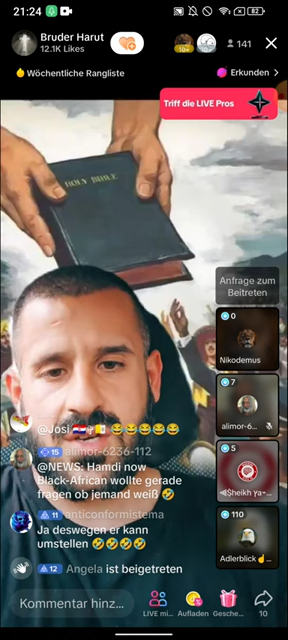 21:24
82
Bruder Harut
12.1K Likes
10+
141
Wöchentliche Rangliste
Erkunden >
Triff die LIVE Pros
HOLY BIBLE
Anfrage zum
Beitreten
0
Nikodemus
7
alimor-6...
5
110
Adlerblick
@Josi 🇭🇷 😂😂😂😂😂
15 alimor-6236-112
@NEWS: Hamdi now
Black-African wollte gerade
fragen ob jemand weiß 🤣
11 anticonformistema
Ja deswegen er kann
umstellen 🤣🤣🤣🤣
12 Angela ist beigetreten
Kommentar hinz...
LIVE mi...
Aufladen
Gesche...
10